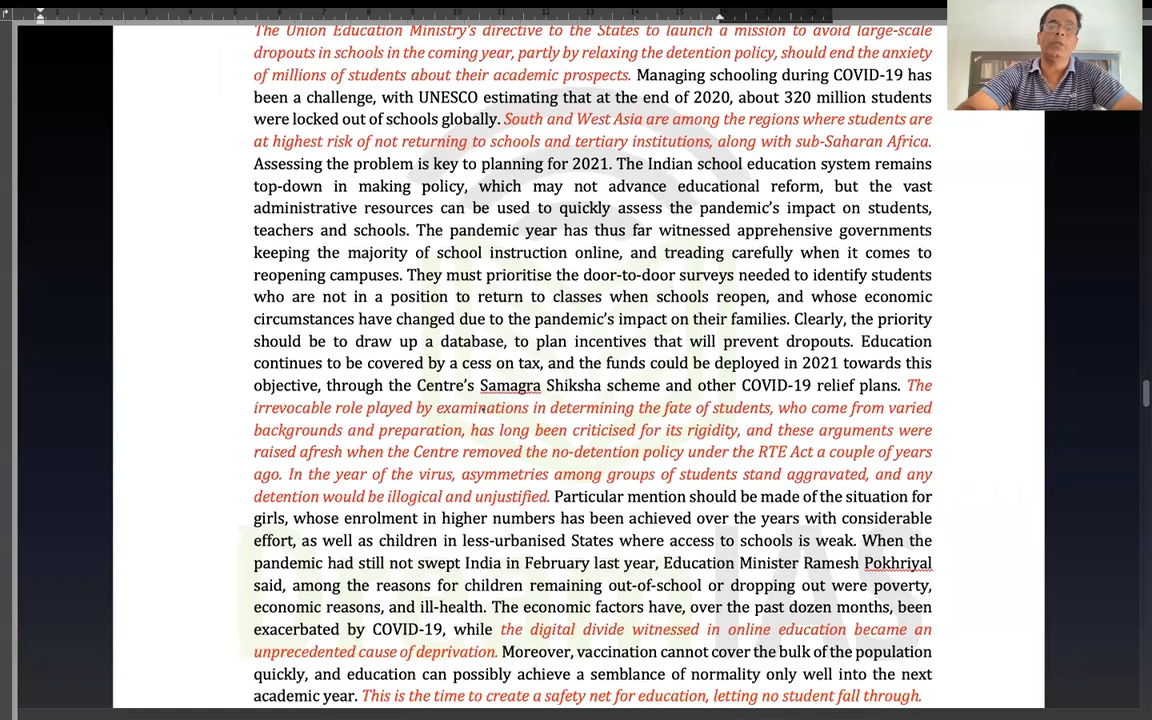 The Union Education Ministry's directive to the States to launch a mission to avoid large-scale
dropouts in schools in the coming year, partly by relaxing the detention policy, should end the anxiety
of millions of students about their academic prospects. Managing schooling during COVID-19 has
been a challenge, with UNESCO estimating that at the end of 2020, about 320 million students
were locked out of schools globally. South and West Asia are among the regions where students are
at highest risk of not returning to schools and tertiary institutions, along with sub-Saharan Africa.
Assessing the problem is key to planning for 2021. The Indian school education system remains
top-down in making policy, which may not advance educational reform, but the vast
administrative resources can be used to quickly assess the pandemic's impact on students,
teachers and schools. The pandemic year has thus far witnessed apprehensive governments
keeping the majority of school instruction online, and treading carefully when it comes to
reopening campuses. They must prioritise the door-to-door surveys needed to identify students
who are not in a position to return to classes when schools reopen, and whose economic
circumstances have changed due to the pandemic's impact on their families. Clearly, the priority
should be to draw up a database, to plan incentives that will prevent dropouts. Education
continues to be covered by a cess on tax, and the funds could be deployed in 2021 towards this
objective, through the Centre's Samagra Shiksha scheme and other COVID-19 relief plans. The
irrevocable role played by examinations in determining the fate of students, who come from varied
backgrounds and preparation, has long been criticised for its rigidity, and these arguments were
raised afresh when the Centre removed the no-detention policy under the RTE Act a couple of years
ago. In the year of the virus, asymmetries among groups of students stand aggravated, and any
detention would be illogical and unjustified. Particular mention should be made of the situation for
girls, whose enrolment in higher numbers has been achieved over the years with considerable
effort, as well as children in less-urbanised States where access to schools is weak. When the
pandemic had still not swept India in February last year, Education Minister Ramesh Pokhriyal
said, among the reasons for children remaining out-of-school or dropping out were poverty,
economic reasons, and ill-health. The economic factors have, over the past dozen months, been
exacerbated by COVID-19, while the digital divide witnessed in online education became an
unprecedented cause of deprivation. Moreover, vaccination cannot cover the bulk of the population
quickly, and education can possibly achieve a semblance of normality only well into the next
academic year. This is the time to create a safety net for education, letting no student fall through.